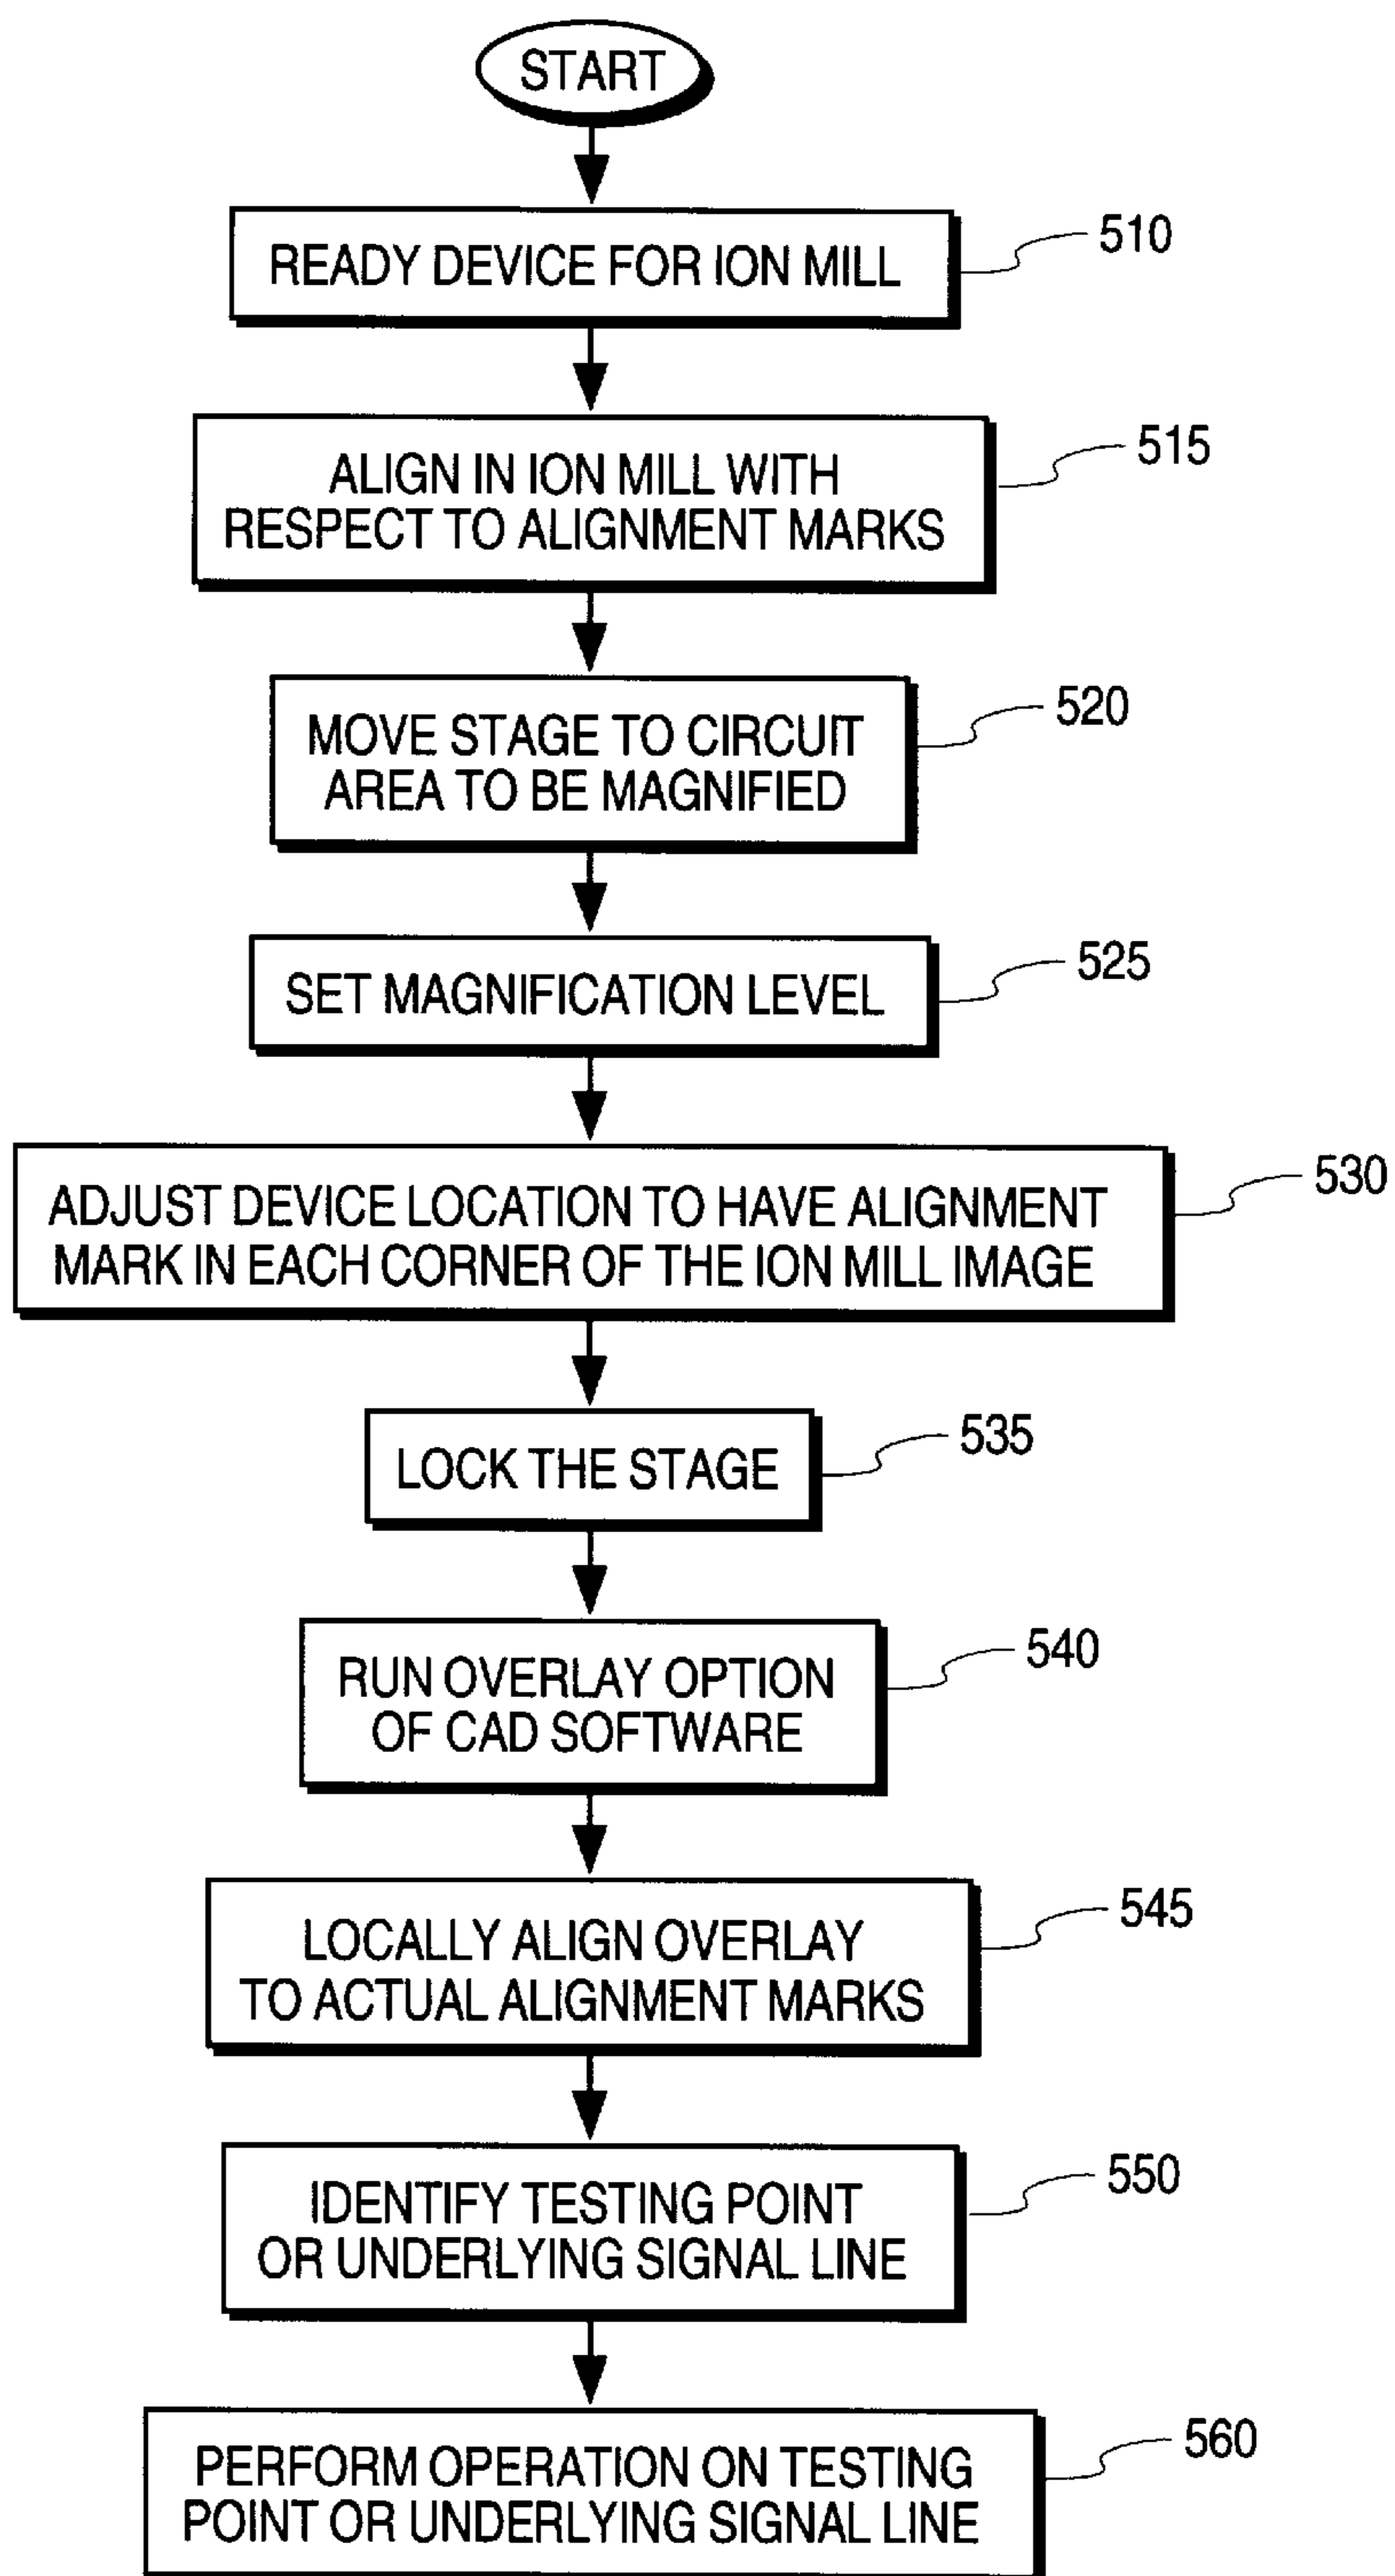 START
READY DEVICE FOR ION MILL
510
ALIGN IN ION MILL WITH
RESPECT TO ALIGNMENT MARKS
515
MOVE STAGE TO CIRCUIT
AREA TO BE MAGNIFIED
520
SET MAGNIFICATION LEVEL
525
ADJUST DEVICE LOCATION TO HAVE ALIGNMENT
MARK IN EACH CORNER OF THE ION MILL IMAGE
530
LOCK THE STAGE
535
RUN OVERLAY OPTION
OF CAD SOFTWARE
540
LOCALLY ALIGN OVERLAY
TO ACTUAL ALIGNMENT MARKS
545
IDENTIFY TESTING POINT
OR UNDERLYING SIGNAL LINE
550
PERFORM OPERATION ON TESTING
POINT OR UNDERLYING SIGNAL LINE
560